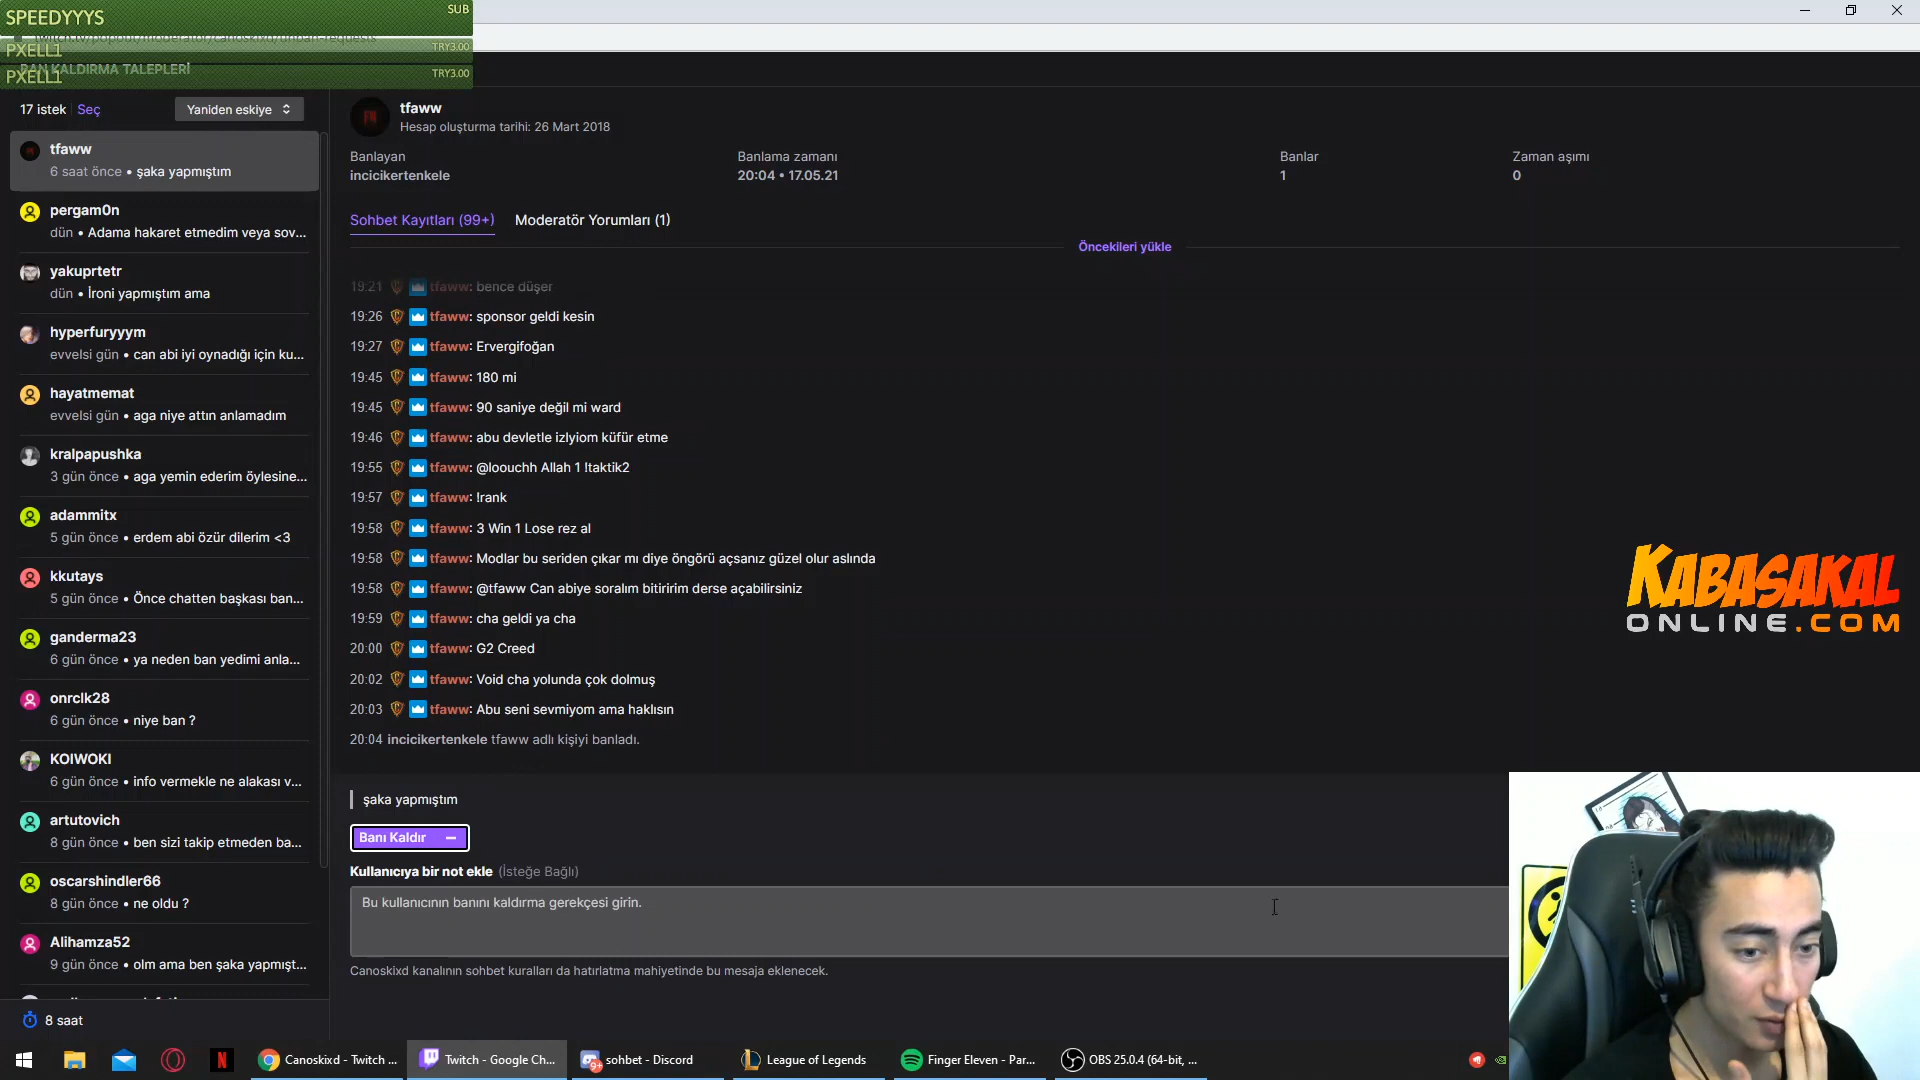 SPEEDYYYS
SUB
PXELL1
TRY3.00
BAN KALDIRMA TALEPLERİ
PXELL1
TRY3.00
17 istek Seç
Yaniden eskiye
tfaww
6 saat önce • şaka yapmıştım
pergam0n
dün • Adama hakaret etmedim veya sov...
yakuprtetr
dün • İroni yapmıştım ama
hyperfuryyym
evvelsi gün • can abi iyi oynadığı için ku...
hayatmemat
evvelsi gün • aga niye attın anlamadım
kralpapushka
3 gün önce • aga yemin ederim öylesine...
adammitx
5 gün önce • erdem abi özür dilerim <3
kkutays
5 gün önce • Önce chatten başkası ban...
ganderma23
6 gün önce • ya neden ban yedimi anla...
onrclk28
6 gün önce • niye ban ?
KOIWOKI
6 gün önce • info vermekle ne alakası v...
artutovich
8 gün önce • ben sizi takip etmeden ba...
oscarshindler66
8 gün önce • ne oldu ?
Alihamza52
9 gün önce • olm ama ben şaka yapmışt...
8 saat
tfaww
Hesap oluşturma tarihi: 26 Mart 2018
Banlayan
incicikertenkele
Banlama zamanı
20:04 • 17.05.21
Banlar
1
Zaman aşımı
0
Sohbet Kayıtları (99+)
Moderatör Yorumları (1)
Öncekileri yükle
19:21 tfaww: bence düşer
19:26 tfaww: sponsor geldi kesin
19:27 tfaww: Ervergifoğan
19:45 tfaww: 180 mi
19:45 tfaww: 90 saniye değil mi ward
19:46 tfaww: abu devletle izlyiom küfür etme
19:55 tfaww: @loouchh Allah 1 !taktik2
19:57 tfaww: !rank
19:58 tfaww: 3 Win 1 Lose rez al
19:58 tfaww: Modlar bu seriden çıkar mı diye öngörü açsanız güzel olur aslında
19:58 tfaww: @tfaww Can abiye soralım bitiririm derse açabilirsiniz
19:59 tfaww: cha geldi ya cha
20:00 tfaww: G2 Creed
20:02 tfaww: Void cha yolunda çok dolmuş
20:03 tfaww: Abu seni sevmiyom ama haklısın
20:04 incicikertenkele tfaww adlı kişiyi banladı.
şaka yapmıştım
Banı Kaldır
Kullanıcıya bir not ekle (İsteğe Bağlı)
Bu kullanıcının banını kaldırma gerekçesi girin.
Canoskixd kanalının sohbet kuralları da hatırlatma mahiyetinde bu mesaja eklenecek.
KABASAKAL
ONLINE.COM
Canoskixd - Twitch ...
Twitch - Google Ch...
9+
sohbet - Discord
League of Legends
Finger Eleven - Par...
OBS 25.0.4 (64-bit, ...